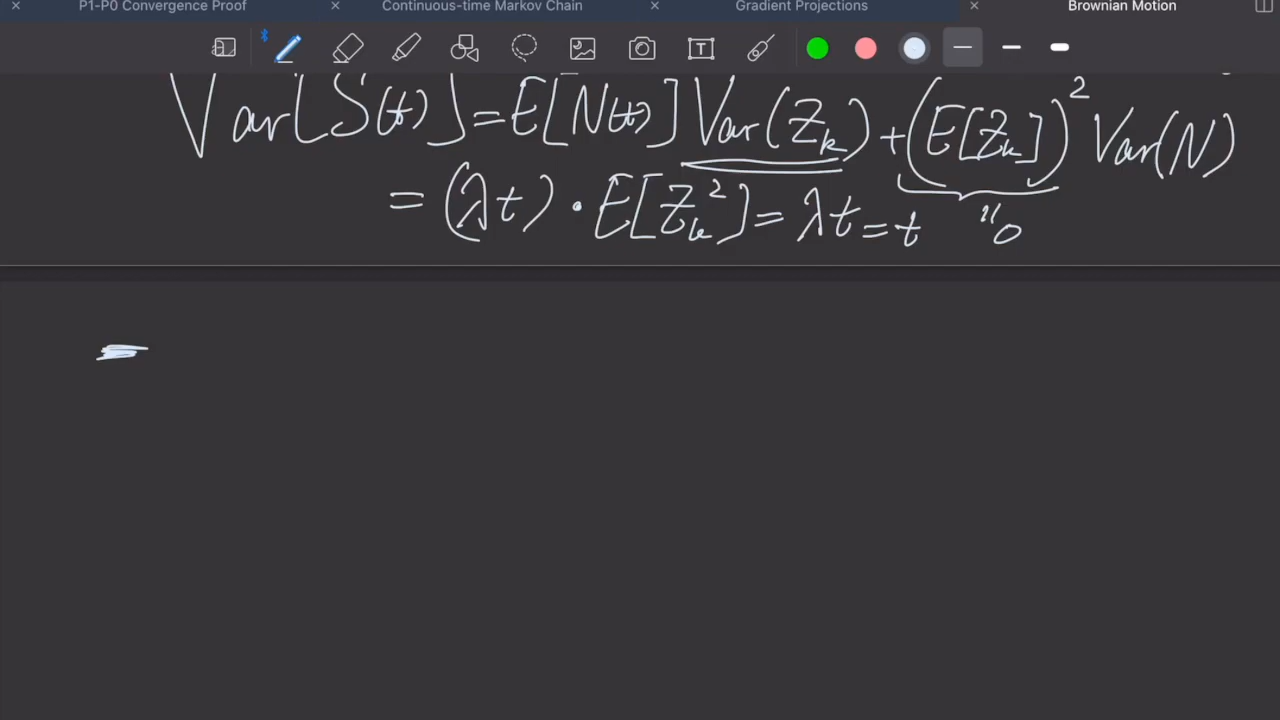 P1-P0 Convergence Proof Continuous-time Markov Chain Gradient Projections Brownian Motion
Var[S(t)] = E[N(t)] Var(Z_k) + (E[Z_k])^2 Var(N)
= (λt) · E[Z_k^2] = λt = t "0